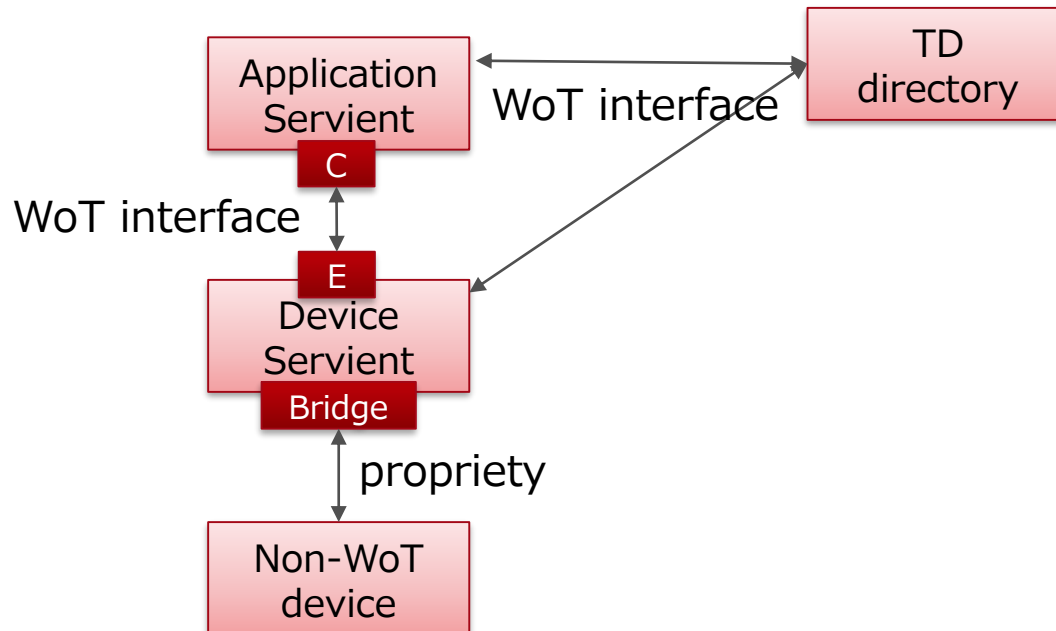 Application
Servient
C
TD
directory
WoT interface
WoT interface
E
Device
Servient
Bridge
propriety
Non-WoT
device